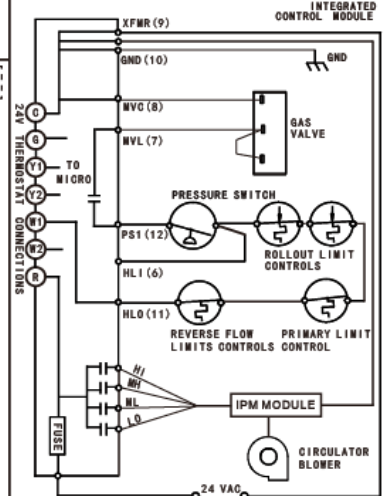 INTEGRATED
CONTROL MODULE
XFMR (9)
GND (10)
GND
MVC (8)
MVL (7)
GAS
VALVE
24V THERMOSTAT CONNECTIONS
C
G
Y1
Y2
W1
W2
R
TO
MICRO
PRESSURE SWITCH
PS1 (12)
ROLLOUT LIMIT
CONTROLS
HLI (6)
HLO (11)
REVERSE FLOW
LIMITS CONTROLS
PRIMARY LIMIT
CONTROL
HI
MH
ML
LO
IPM MODULE
FUSE
CIRCULATOR
BLOWER
24 VAC